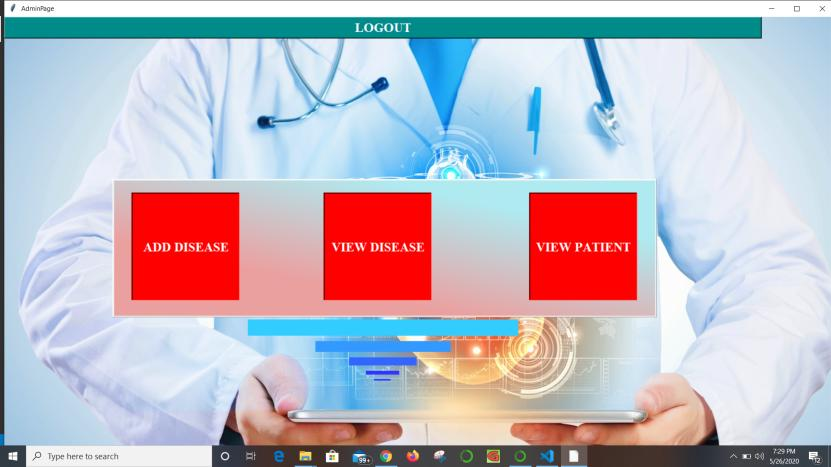 AdminPage
LOGOUT
ADD DISEASE
VIEW DISEASE
VIEW PATIENT
Type here to search
99+
7:29 PM
5/26/2020
12